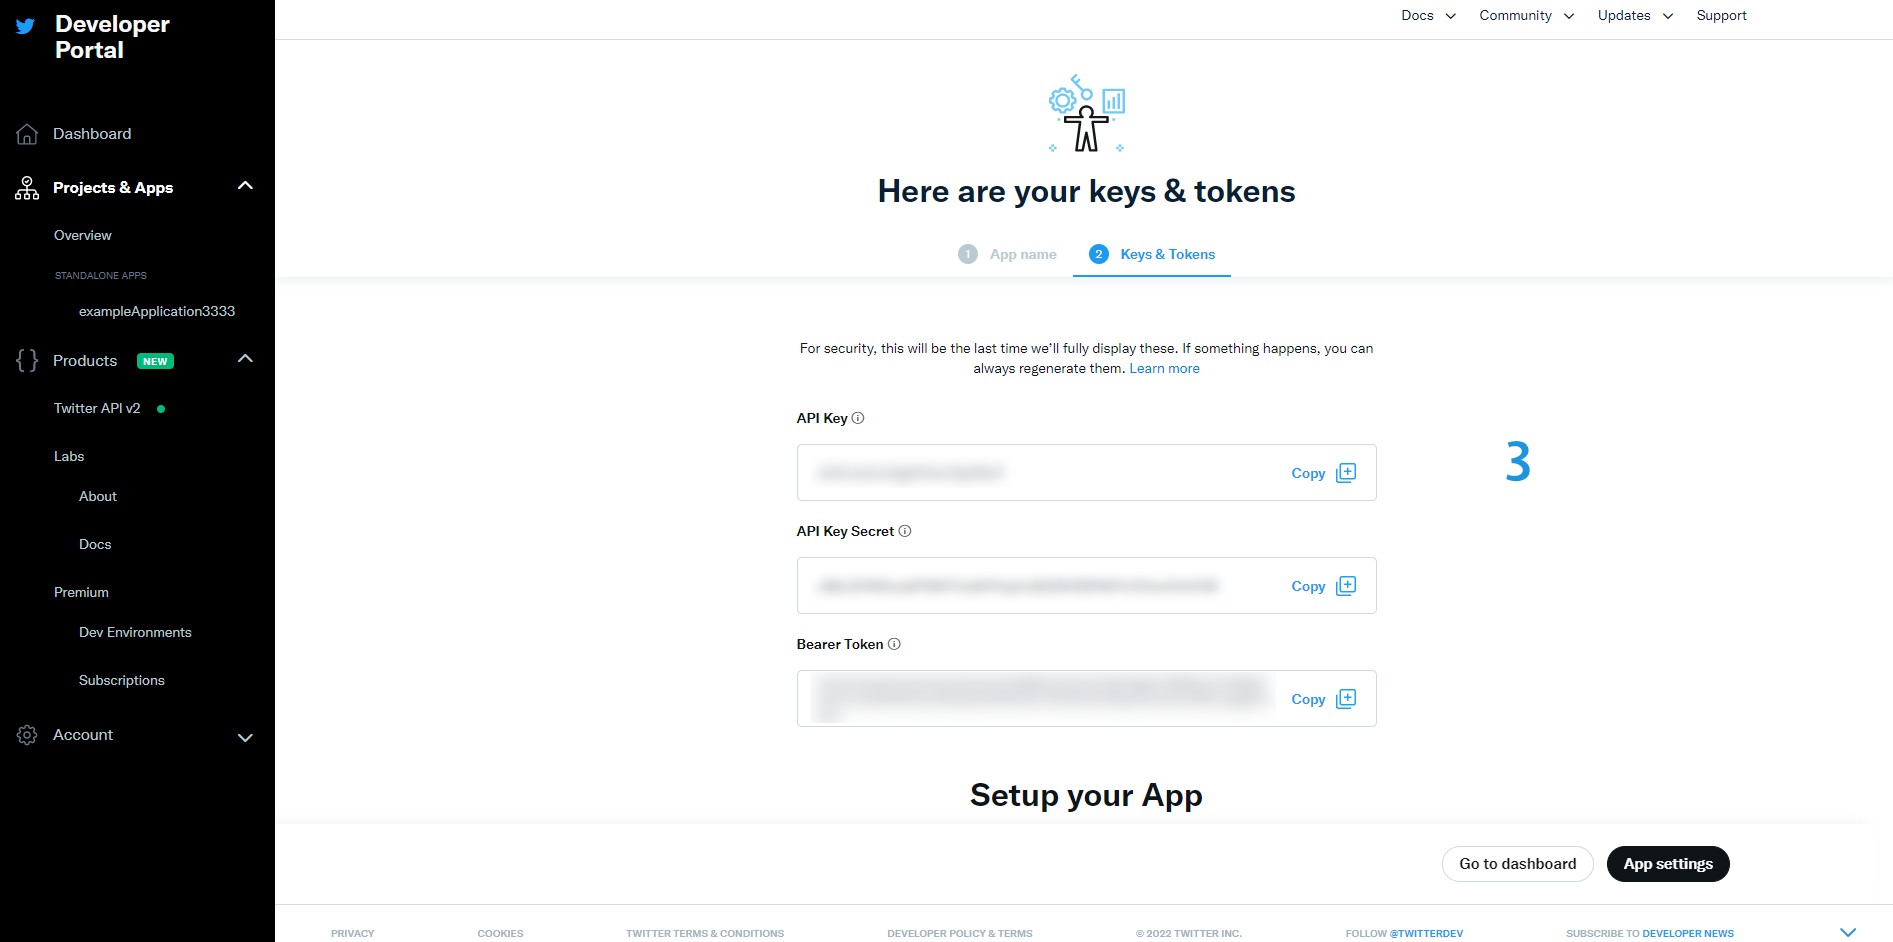 Developer
Portal
Docs
Community
Updates
Support
Dashboard
Projects & Apps
Overview
STANDALONE APPS
exampleApplication3333
Products
NEW
Twitter API v2
Labs
About
Docs
Premium
Dev Environments
Subscriptions
Account
Here are your keys & tokens
1 App name
2 Keys & Tokens
For security, this will be the last time we'll fully display these. If something happens, you can
always regenerate them. Learn more
API Key
Copy
3
API Key Secret
Copy
Bearer Token
Copy
Setup your App
Go to dashboard
App settings
PRIVACY
COOKIES
TWITTER TERMS & CONDITIONS
DEVELOPER POLICY & TERMS
© 2022 TWITTER INC.
FOLLOW @TWITTERDEV
SUBSCRIBE TO DEVELOPER NEWS